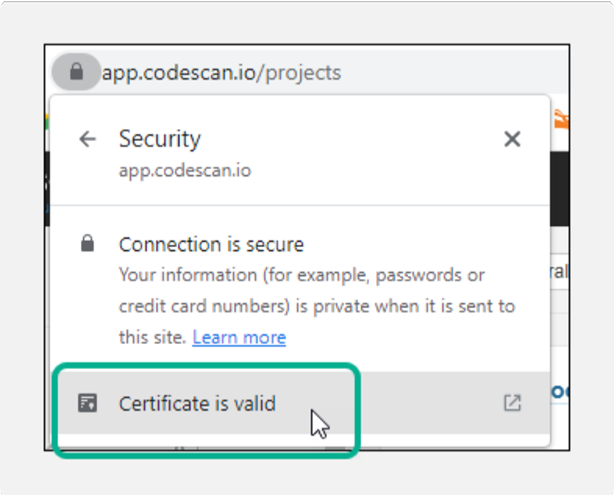 app.codescan.io/projects
Security
app.codescan.io
Connection is secure
Your information (for example, passwords or
credit card numbers) is private when it is sent to
this site. Learn more
Certificate is valid